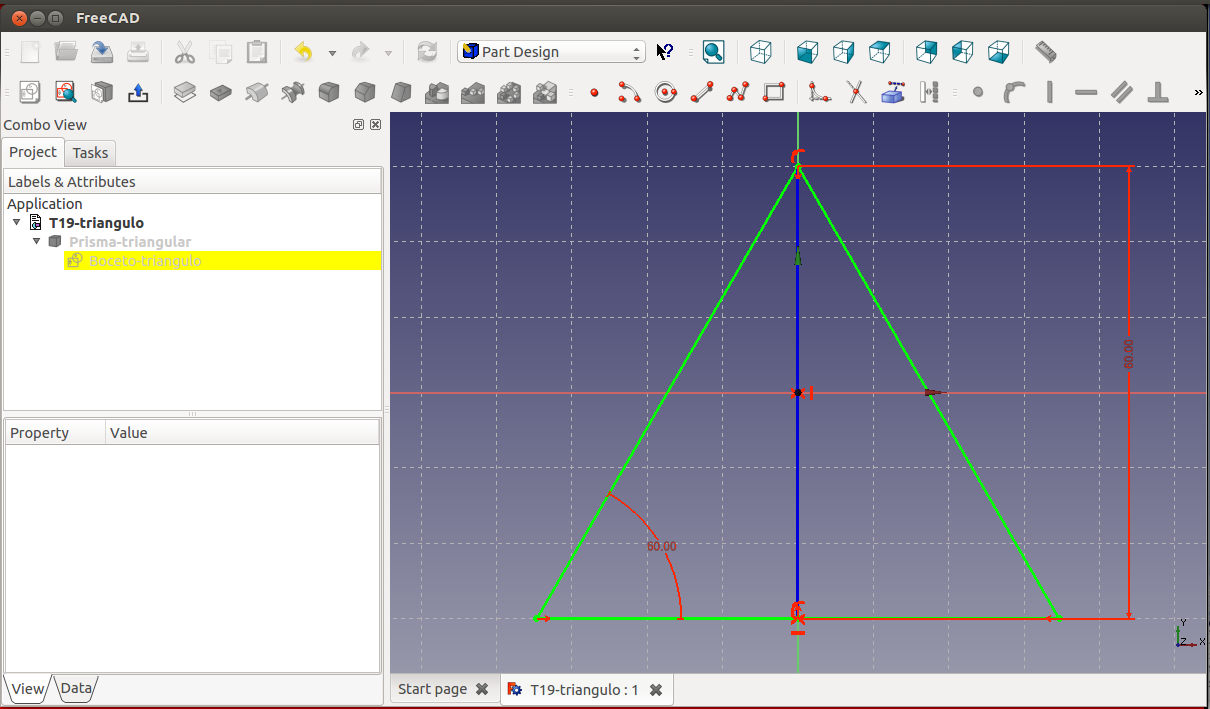 FreeCAD
Part Design
»
Combo View
Project Tasks
Labels & Attributes
Application
T19-triangulo
Prisma-triangular
Boceto-triangulo
Property Value
View Data
60.00
60.00
Y
Z X
Start page T19-triangulo : 1